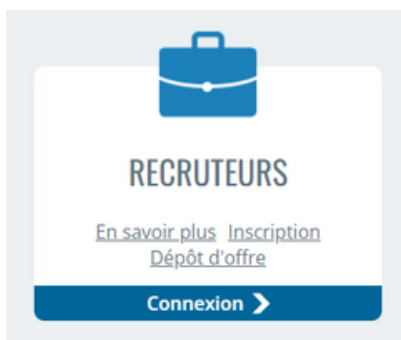 RECRUTEURS
En savoir plus Inscription
Dépôt d'offre
Connexion